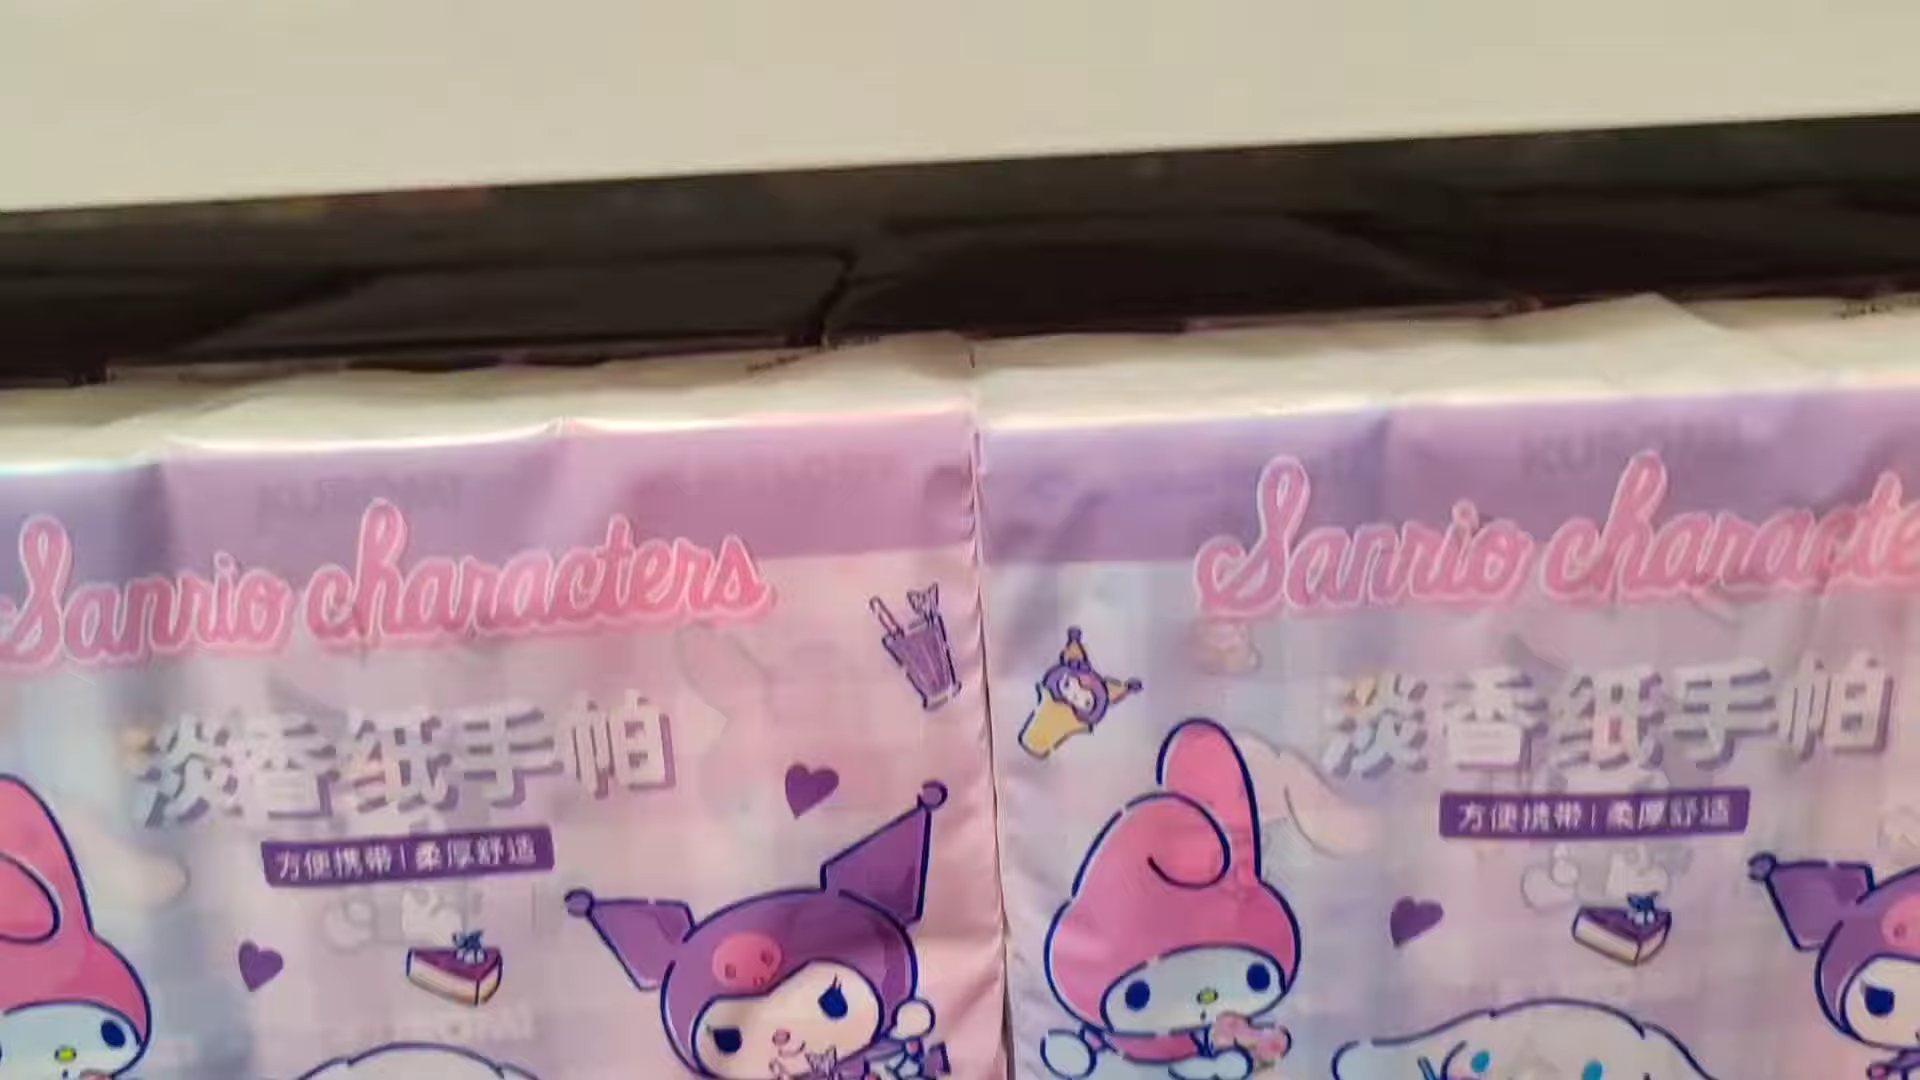 Sanrio characters
淡香纸手帕
方便携带 | 柔厚舒适
Sanrio characte
淡香纸手帕
方便携带 | 柔厚舒适